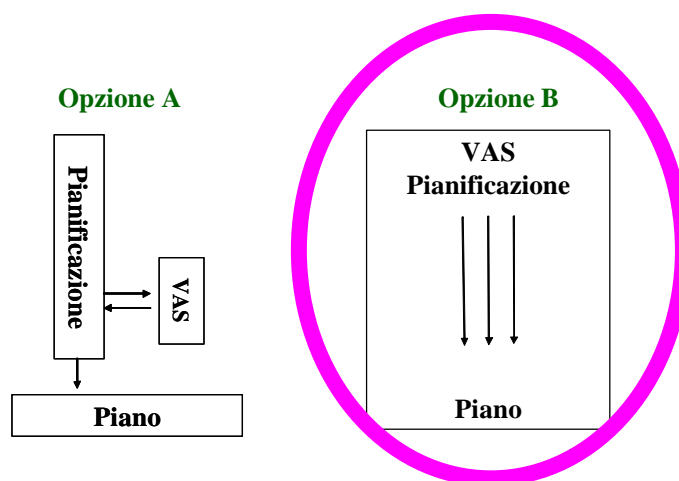 Opzione A
Pianificazione
VAS
Piano
Opzione B
VAS
Pianificazione
Piano